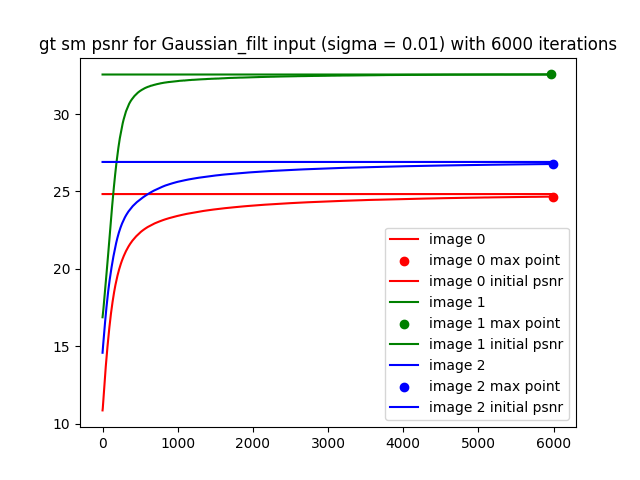 gt sm psnr for Gaussian_filt input (sigma = 0.01) with 6000 iterations
30
25
20
15
10
image 0
image 0 max point
image 0 initial psnr
image 1
image 1 max point
image 1 initial psnr
image 2
image 2 max point
image 2 initial psnr
0 1000 2000 3000 4000 5000 6000